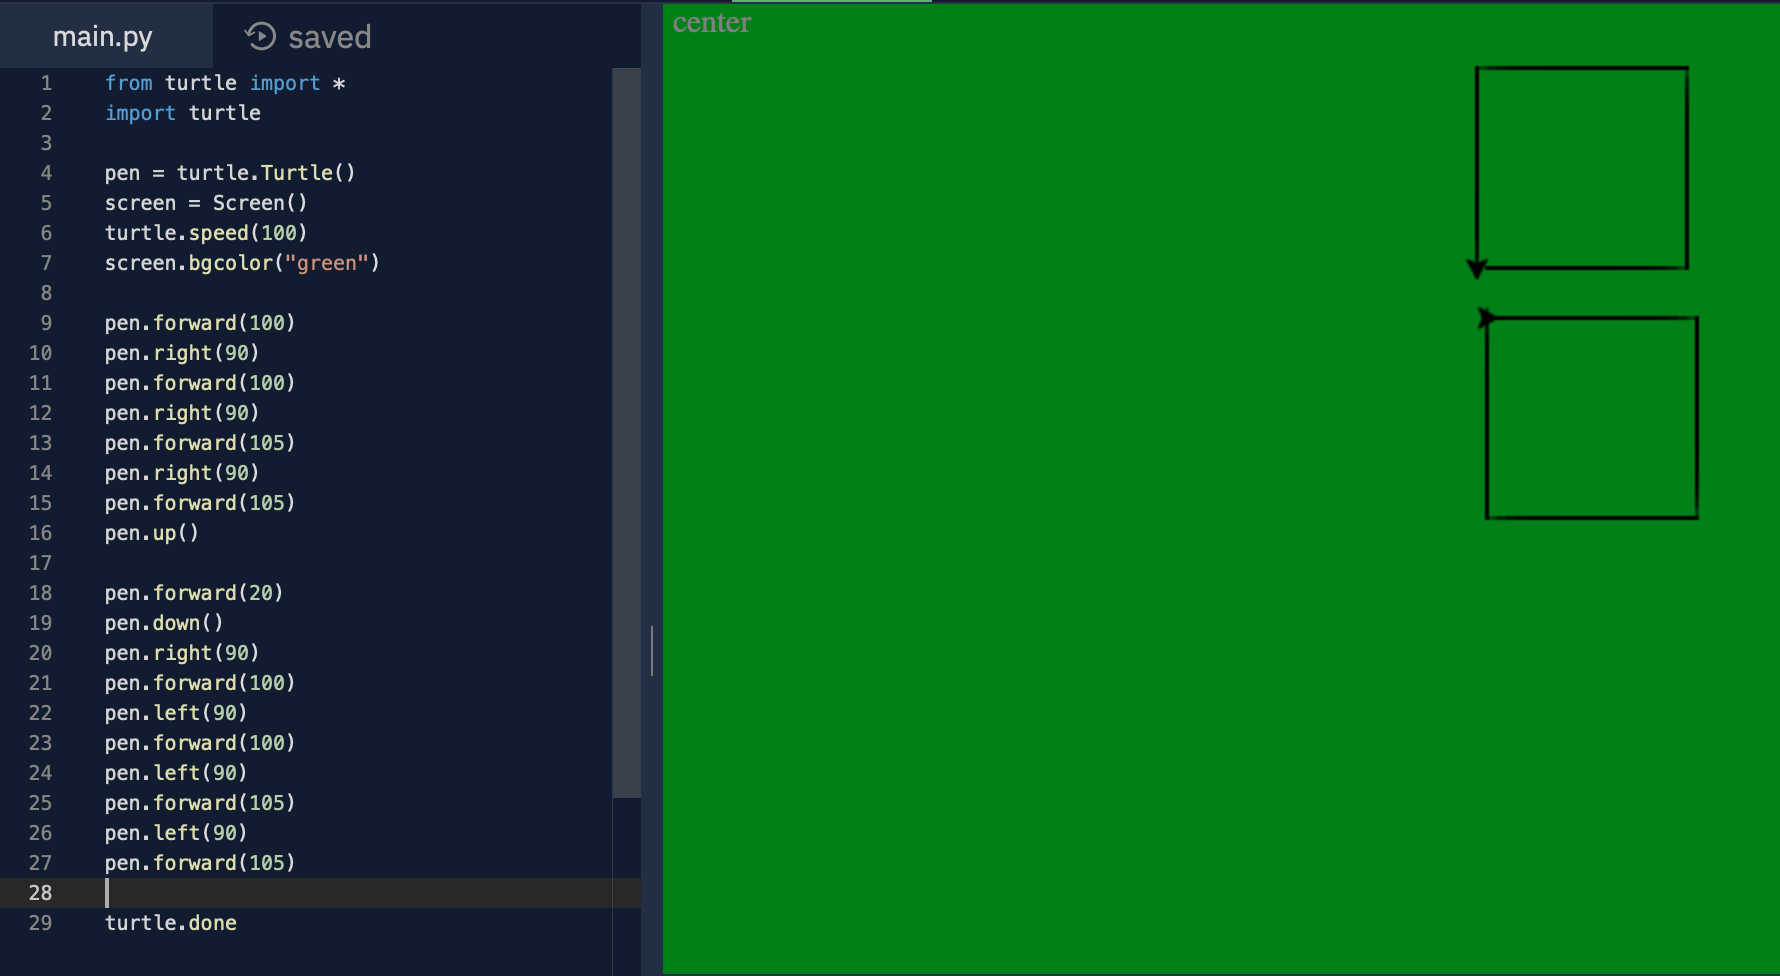 main.py saved
1 from turtle import *
2 import turtle
3
4 pen = turtle.Turtle()
5 screen = Screen()
6 turtle.speed(100)
7 screen.bgcolor("green")
8
9 pen.forward(100)
10 pen.right(90)
11 pen.forward(100)
12 pen.right(90)
13 pen.forward(105)
14 pen.right(90)
15 pen.forward(105)
16 pen.up()
17
18 pen.forward(20)
19 pen.down()
20 pen.right(90)
21 pen.forward(100)
22 pen.left(90)
23 pen.forward(100)
24 pen.left(90)
25 pen.forward(105)
26 pen.left(90)
27 pen.forward(105)
28
29 turtle.done
center